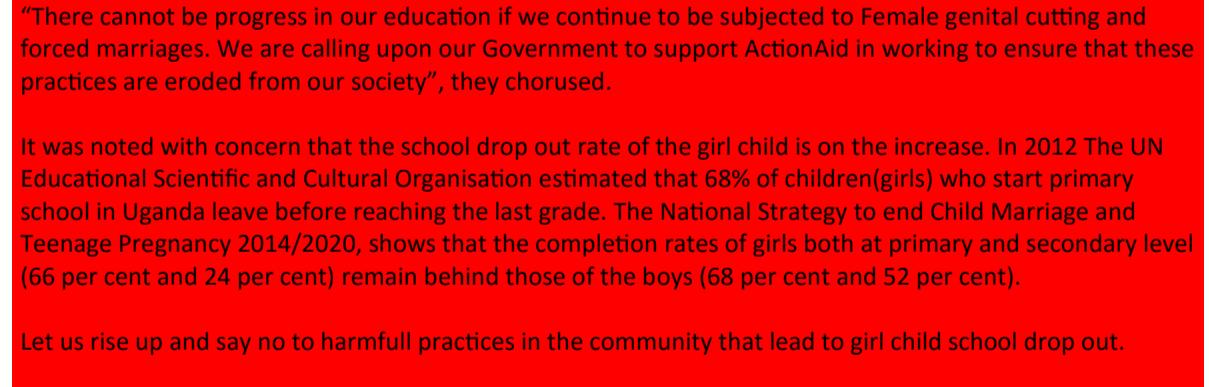 “There cannot be progress in our education if we continue to be subjected to Female genital cutting and
forced marriages. We are calling upon our Government to support ActionAid in working to ensure that these
practices are eroded from our society”, they chorused.
It was noted with concern that the school drop out rate of the girl child is on the increase. In 2012 The UN
Educational Scientific and Cultural Organisation estimated that 68% of children(girls) who start primary
school in Uganda leave before reaching the last grade. The National Strategy to end Child Marriage and
Teenage Pregnancy 2014/2020, shows that the completion rates of girls both at primary and secondary level
(66 per cent and 24 per cent) remain behind those of the boys (68 per cent and 52 per cent).
Let us rise up and say no to harmfull practices in the community that lead to girl child school drop out.